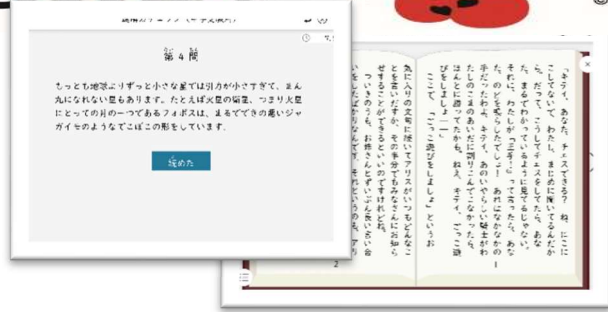 第4問
もっとも地球よりずっと小さな星では引力が小さすぎて、まん
丸になれない星もあります。たとえば火星の衛星、つまり火星
にとっての月の一つであるフォボスは、まるででき の悪いジャ
ガイモのようなでこぼこの形をしています。
読めた
「キティ、あなた、チェスできる? ね、にこに
こしてないで。わたし、まじめに聞いてるんだか
ら。だって、こうしてチェスをしてたら、あな
た、まるでわかっているように見てるじゃない。
それに、わたしが「王手!」って言ったら、あな
た、のどを鳴らしたでしょ! あれはなかなかの
手だったわよ、キティ、あのいやらしい騎士がわ
たしのこまのあいだに割りこんでこなかったら、
ほんとに勝ってたかも。ねえ、キティ、ごっこ遊
びをしましょ──」
ここで、「ごっこ遊びをしましょ」というお
気に入りの文句に続いてアリスがいつもどんなこ
とを言いだすか、その半分でもみなさんにお知ら
せすることができるといいのですけれどね。
ついきのうも、お姉さんとずいぶん長い言い合
1
2